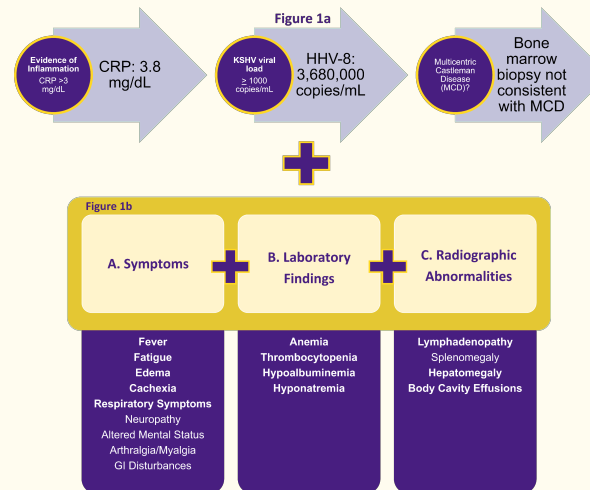 Figure 1a
Evidence of
Inflammation
CRP >3
mg/dL
CRP: 3.8
mg/dL
KSHV viral
load
≥ 1000
copies/mL
HHV-8:
3,680,000
copies/mL
Multicentric
Castleman
Disease
(MCD)?
Bone
marrow
biopsy not
consistent
with MCD
Figure 1b
A. Symptoms
B. Laboratory
Findings
C. Radiographic
Abnormalities
Fever
Fatigue
Edema
Cachexia
Respiratory Symptoms
Neuropathy
Altered Mental Status
Arthralgia/Myalgia
GI Disturbances
Anemia
Thrombocytopenia
Hypoalbuminemia
Hyponatremia
Lymphadenopathy
Splenomegaly
Hepatomegaly
Body Cavity Effusions